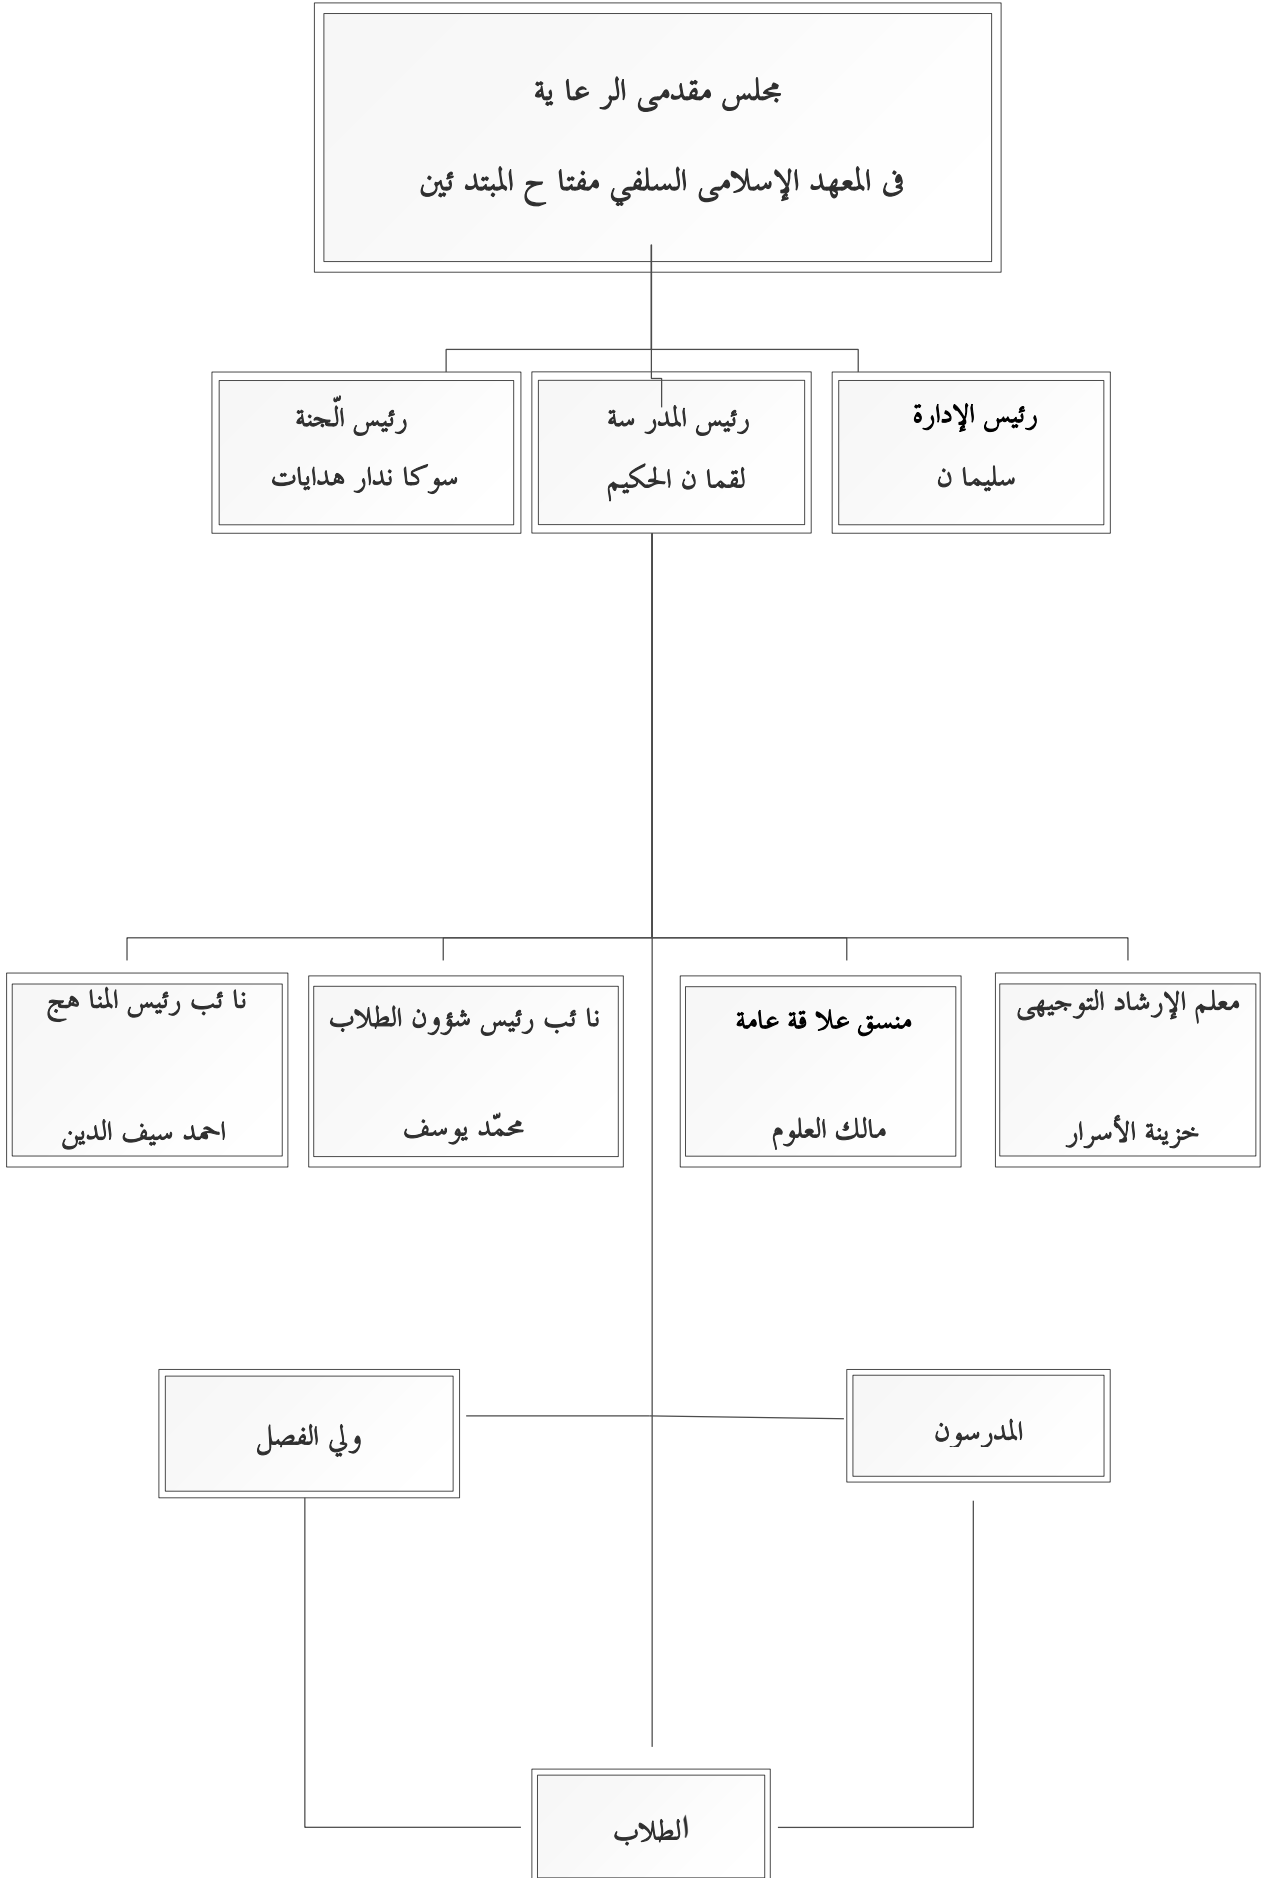 مجلس مقدمى الر عا ية
فى المعهد الإسلامى السلفي مفتا ح المبتد ئين
رئيس الإدارة
سليما ن
رئيس المدر سة
لقما ن الحكيم
رئيس الّجنة
سوكا ندار هدايات
معلم الإرشاد التوجيهى
خزينة الأسرار
منسق علا قة عامة
مالك العلوم
نا ئب رئيس شؤون الطلاب
محمّد يوسف
نا ئب رئيس المنا هج
احمد سيف الدين
المدرسون
ولي الفصل
الطلاب